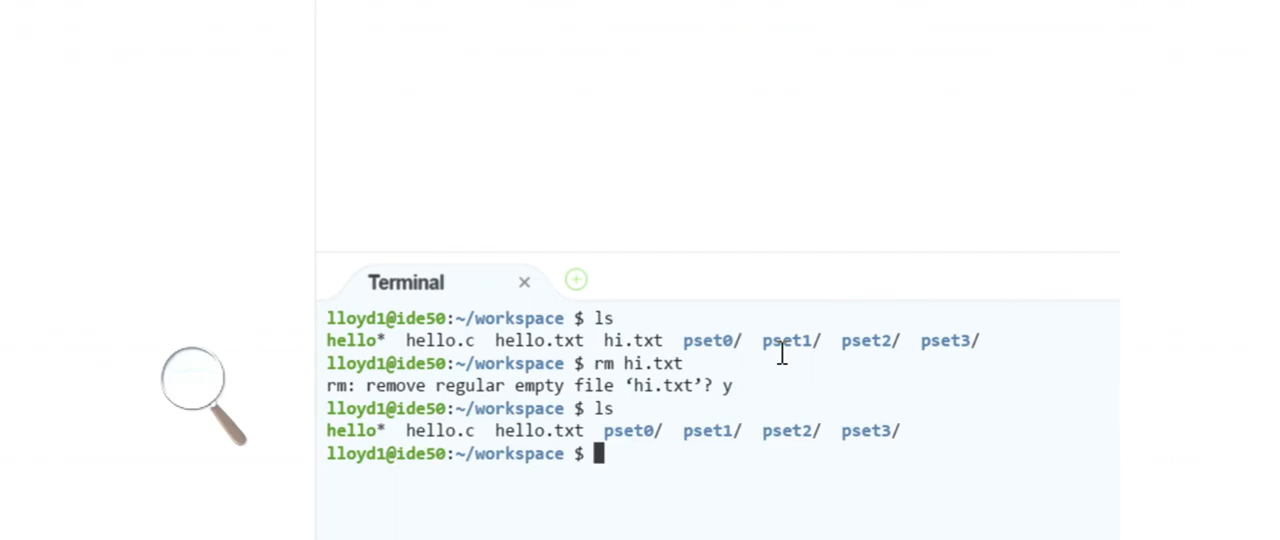 Terminal
lloyd1@ide50:~/workspace $ ls
hello* hello.c hello.txt hi.txt pset0/ pset1/ pset2/ pset3/
lloyd1@ide50:~/workspace $ rm hi.txt
rm: remove regular empty file ‘hi.txt’? y
lloyd1@ide50:~/workspace $ ls
hello* hello.c hello.txt pset0/ pset1/ pset2/ pset3/
lloyd1@ide50:~/workspace $